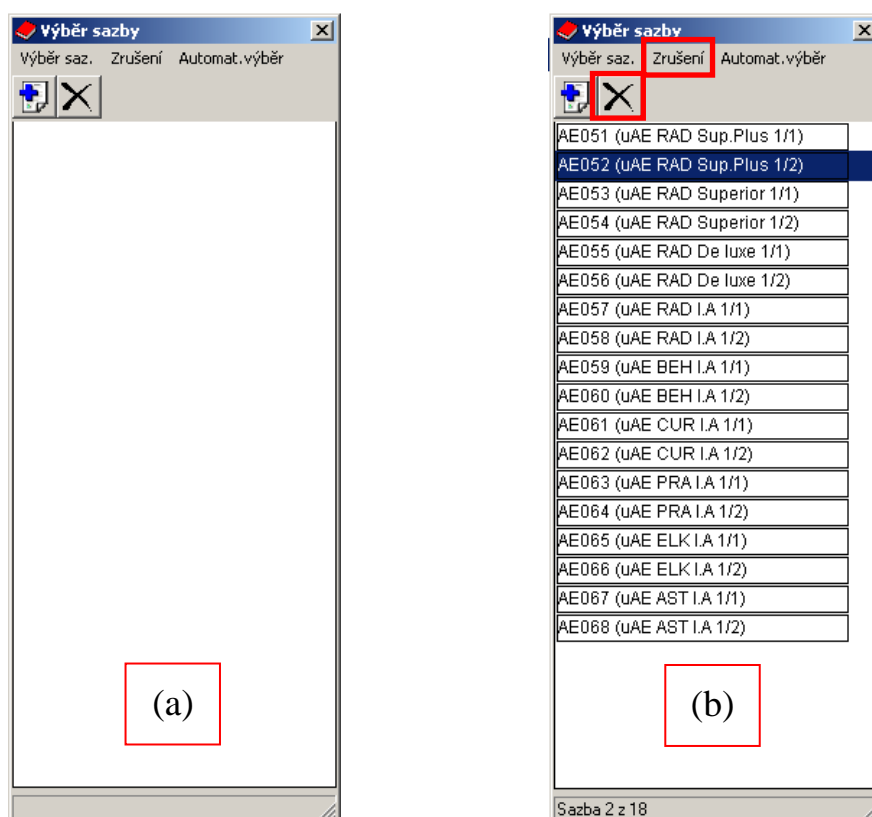 Výběr sazby
Výběr saz. Zrušení Automat.výběr
(a)
Výběr sazby
Výběr saz. Zrušení Automat.výběr
AE051 (uAE RAD Sup.Plus 1/1)
AE052 (uAE RAD Sup.Plus 1/2)
AE053 (uAE RAD Superior 1/1)
AE054 (uAE RAD Superior 1/2)
AE055 (uAE RAD De luxe 1/1)
AE056 (uAE RAD De luxe 1/2)
AE057 (uAE RAD I.A 1/1)
AE058 (uAE RAD I.A 1/2)
AE059 (uAE BEH I.A 1/1)
AE060 (uAE BEH I.A 1/2)
AE061 (uAE CUR I.A 1/1)
AE062 (uAE CUR I.A 1/2)
AE063 (uAE PRA I.A 1/1)
AE064 (uAE PRA I.A 1/2)
AE065 (uAE ELK I.A 1/1)
AE066 (uAE ELK I.A 1/2)
AE067 (uAE AST I.A 1/1)
AE068 (uAE AST I.A 1/2)
(b)
Sazba 2 z 18